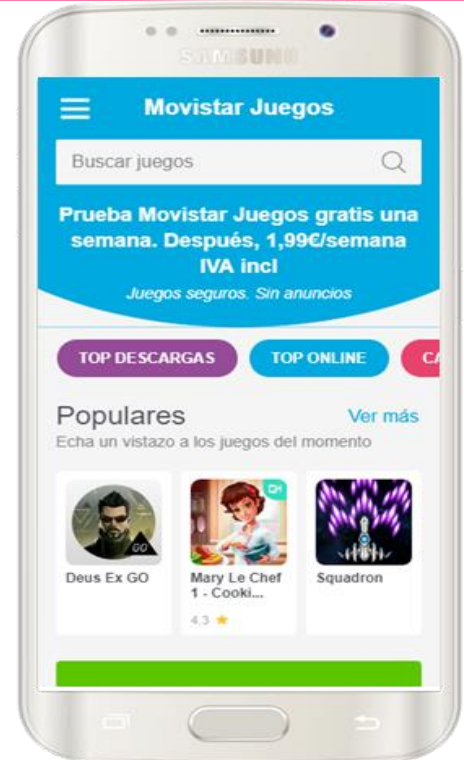 SAMSUNG
Movistar Juegos
Buscar juegos
Prueba Movistar Juegos gratis una
semana. Después, 1,99€/semana
IVA incl
Juegos seguros. Sin anuncios
TOP DESCARGAS
TOP ONLINE
CA
Populares
Ver más
Echa un vistazo a los juegos del momento
GO
Deus Ex GO
Mary Le Chef
1 - Cooki...
4.3
Squadron